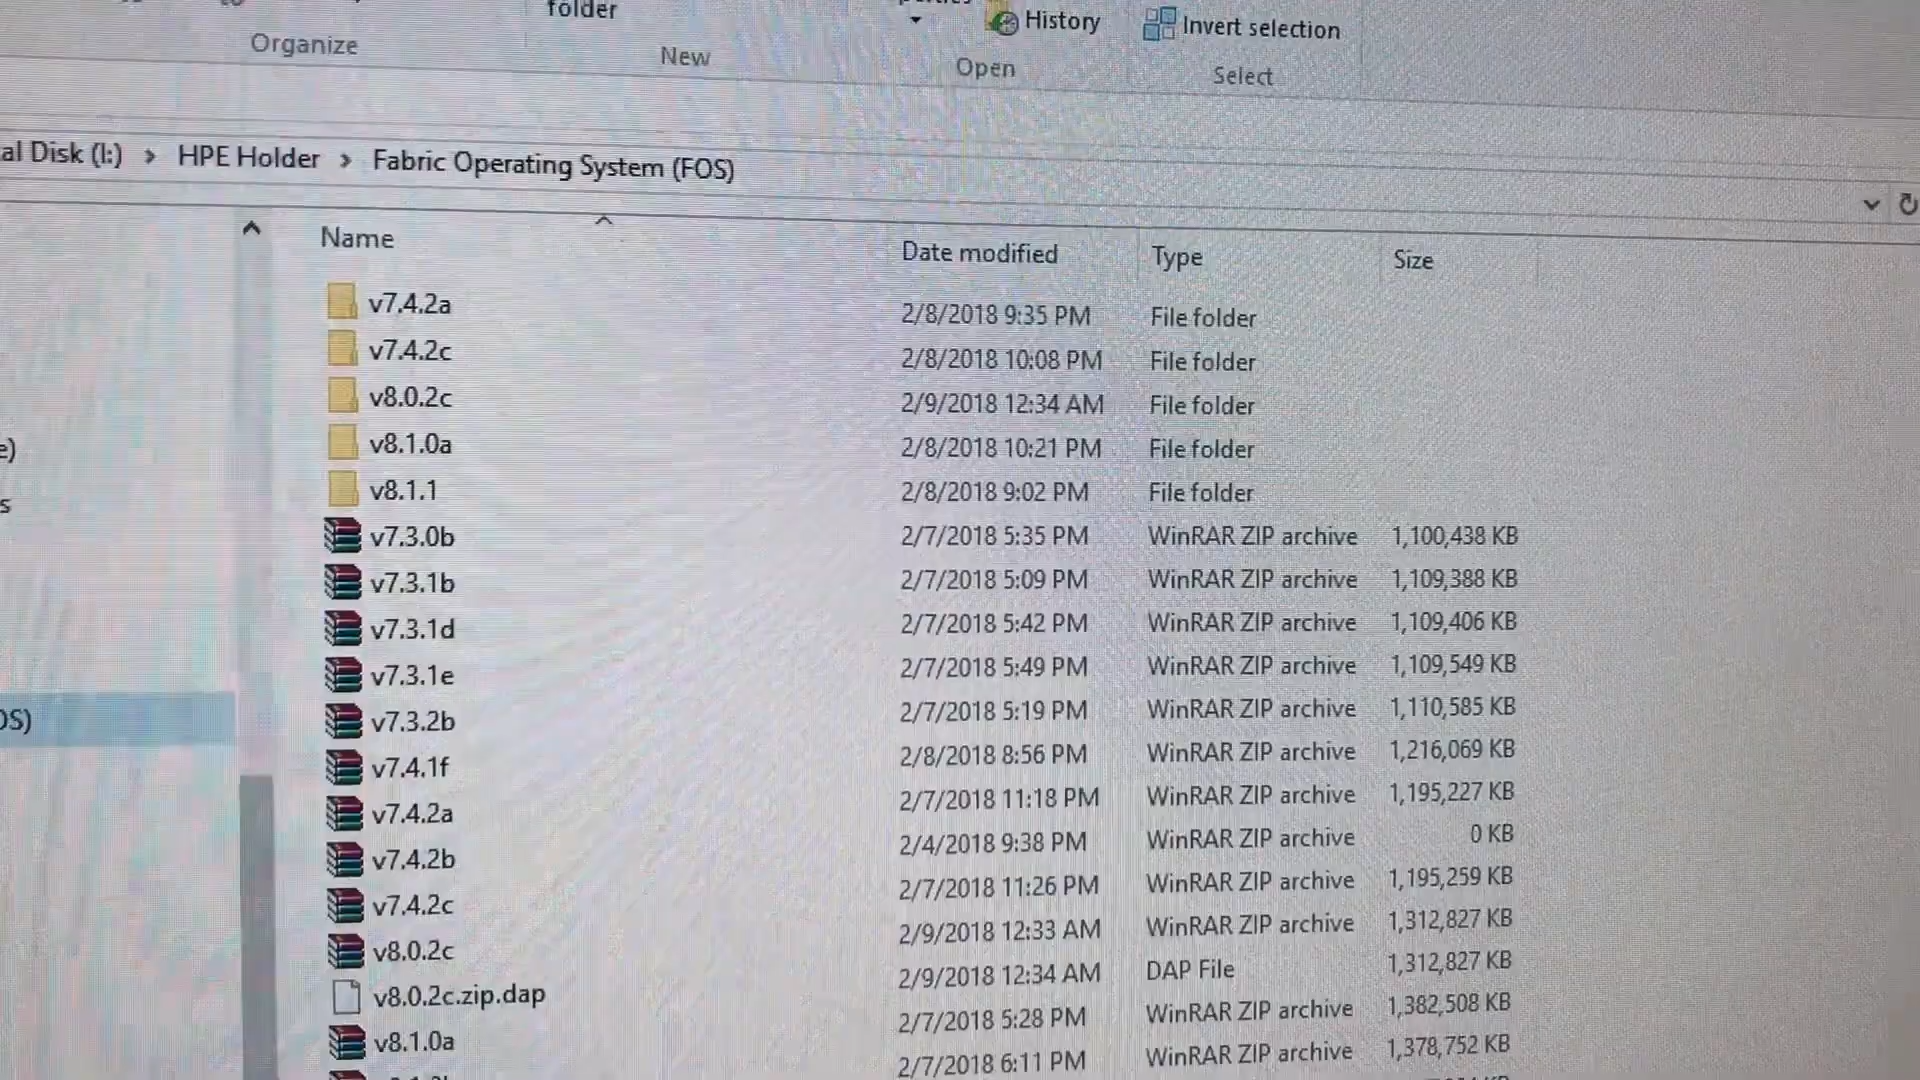 folder
History
Invert selection
Organize
New
Open
Select
al Disk (I:) > HPE Holder > Fabric Operating System (FOS)
Name Date modified Type Size
v7.4.2a 2/8/2018 9:35 PM File folder
v7.4.2c 2/8/2018 10:08 PM File folder
v8.0.2c 2/9/2018 12:34 AM File folder
v8.1.0a 2/8/2018 10:21 PM File folder
v8.1.1 2/8/2018 9:02 PM File folder
v7.3.0b 2/7/2018 5:35 PM WinRAR ZIP archive 1,100,438 KB
v7.3.1b 2/7/2018 5:09 PM WinRAR ZIP archive 1,109,388 KB
v7.3.1d 2/7/2018 5:42 PM WinRAR ZIP archive 1,109,406 KB
v7.3.1e 2/7/2018 5:49 PM WinRAR ZIP archive 1,109,549 KB
v7.3.2b 2/7/2018 5:19 PM WinRAR ZIP archive 1,110,585 KB
v7.4.1f 2/8/2018 8:56 PM WinRAR ZIP archive 1,216,069 KB
v7.4.2a 2/7/2018 11:18 PM WinRAR ZIP archive 1,195,227 KB
v7.4.2b 2/4/2018 9:38 PM WinRAR ZIP archive 0 KB
v7.4.2c 2/7/2018 11:26 PM WinRAR ZIP archive 1,195,259 KB
v8.0.2c 2/9/2018 12:33 AM WinRAR ZIP archive 1,312,827 KB
v8.0.2c.zip.dap 2/9/2018 12:34 AM DAP File 1,312,827 KB
v8.1.0a 2/7/2018 5:28 PM WinRAR ZIP archive 1,382,508 KB
2/7/2018 6:11 PM WinRAR ZIP archive 1,378,752 KB
e)
s
OS)